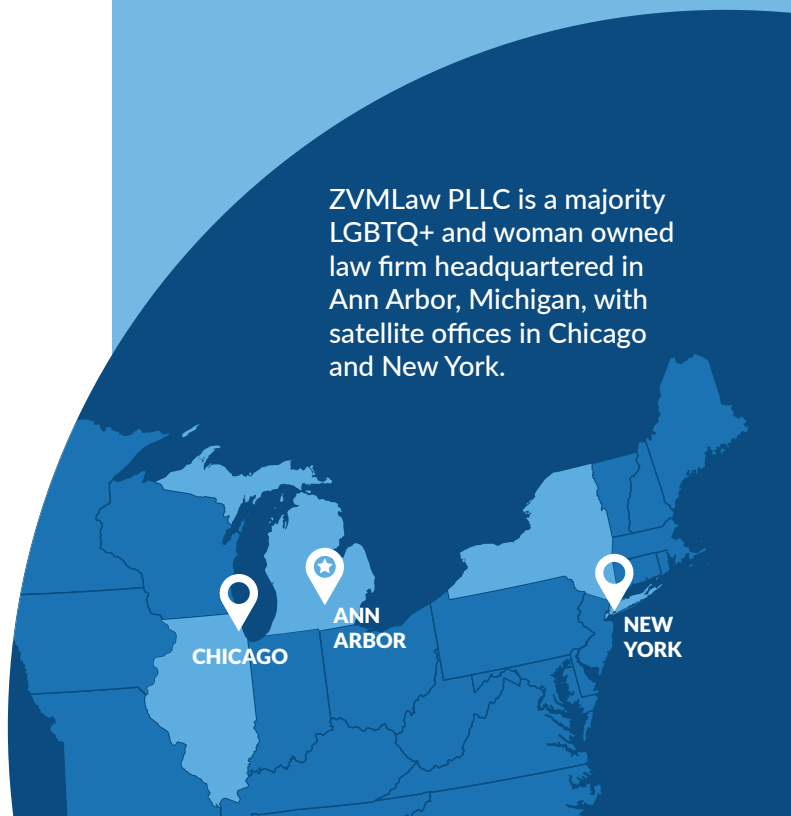 ZVMLaw PLLC is a majority
LGBTQ+ and woman owned
law firm headquartered in
Ann Arbor, Michigan, with
satellite offices in Chicago
and New York.
ANN
ARBOR
CHICAGO
NEW
YORK